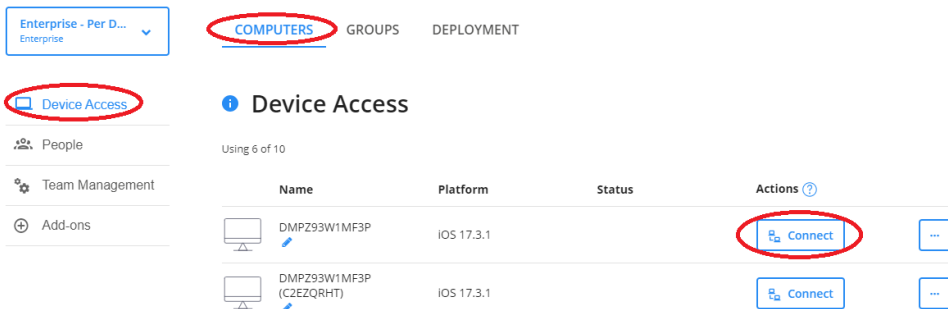 Enterprise - Per D...
Enterprise
COMPUTERS GROUPS DEPLOYMENT
Device Access
People
Team Management
Add-ons
Device Access
Using 6 of 10
Name Platform Status Actions ?
DMPZ93W1MF3P iOS 17.3.1 Connect ...
DMPZ93W1MF3P
(C2EZQRHT) iOS 17.3.1 Connect ...